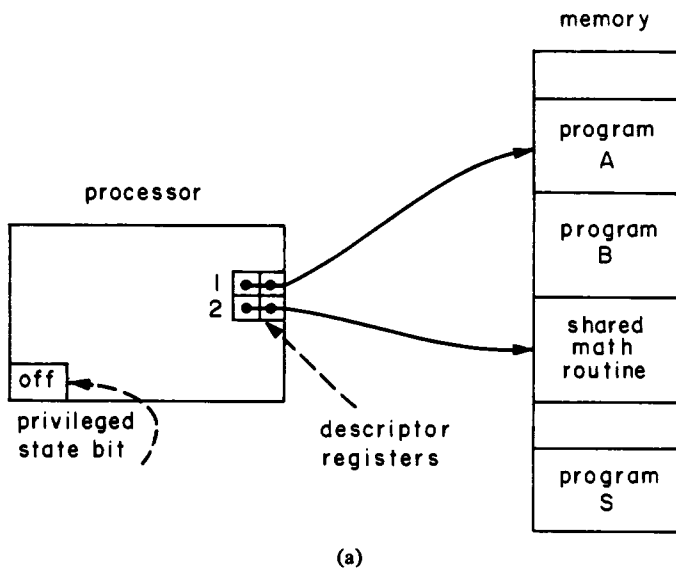 memory
program
A
processor
program
B
1
2
shared
math
routine
off
privileged
state bit
descriptor
registers
program
S
(a)